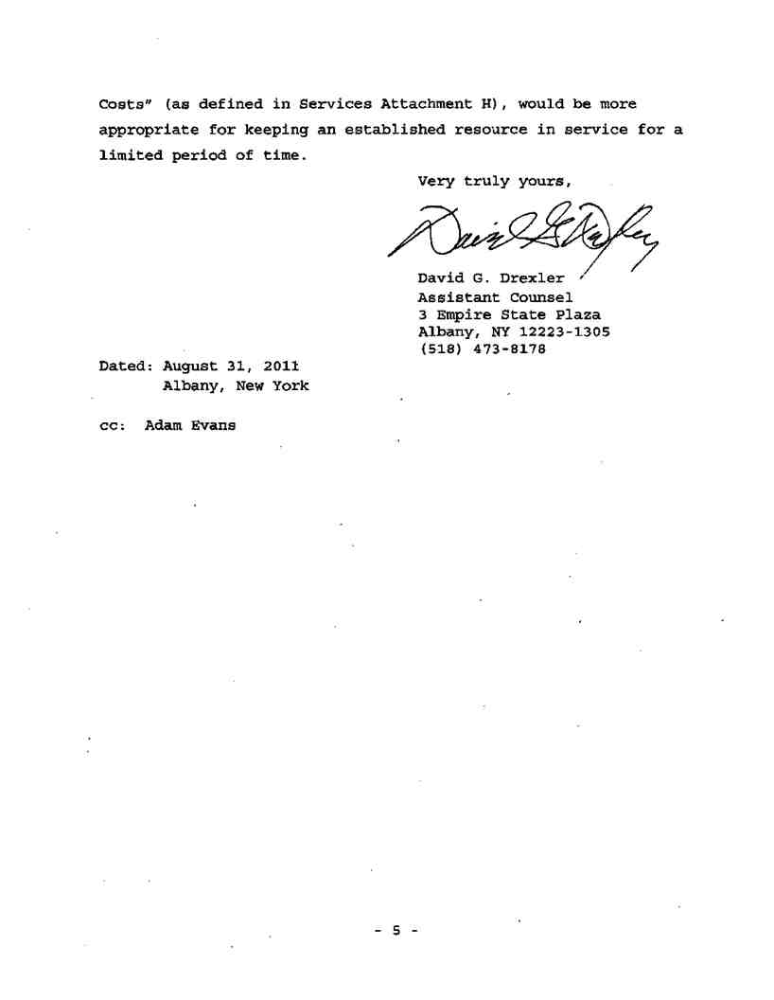 Costs" (as defined in Services Attachment H), would be more
appropriate for keeping an established resource in service for a
limited period of time.
Very truly yours,
David G. Drexler
David G. Drexler
Assistant Counsel
3 Empire State Plaza
Albany, NY 12223-1305
(518) 473-8178
Dated: August 31, 2011
Albany, New York
cc: Adam Evans
- 5 -